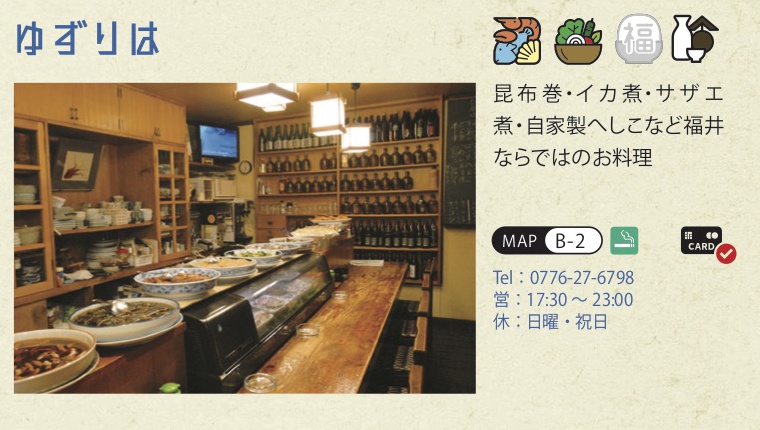 ゆずりは
福
昆布巻・イカ煮・サザエ
煮・自家製へしこなど福井
ならではのお料理
MAP B-2
CARD
Tel：0776-27-6798
営：17:30 ～ 23:00
休：日曜・祝日